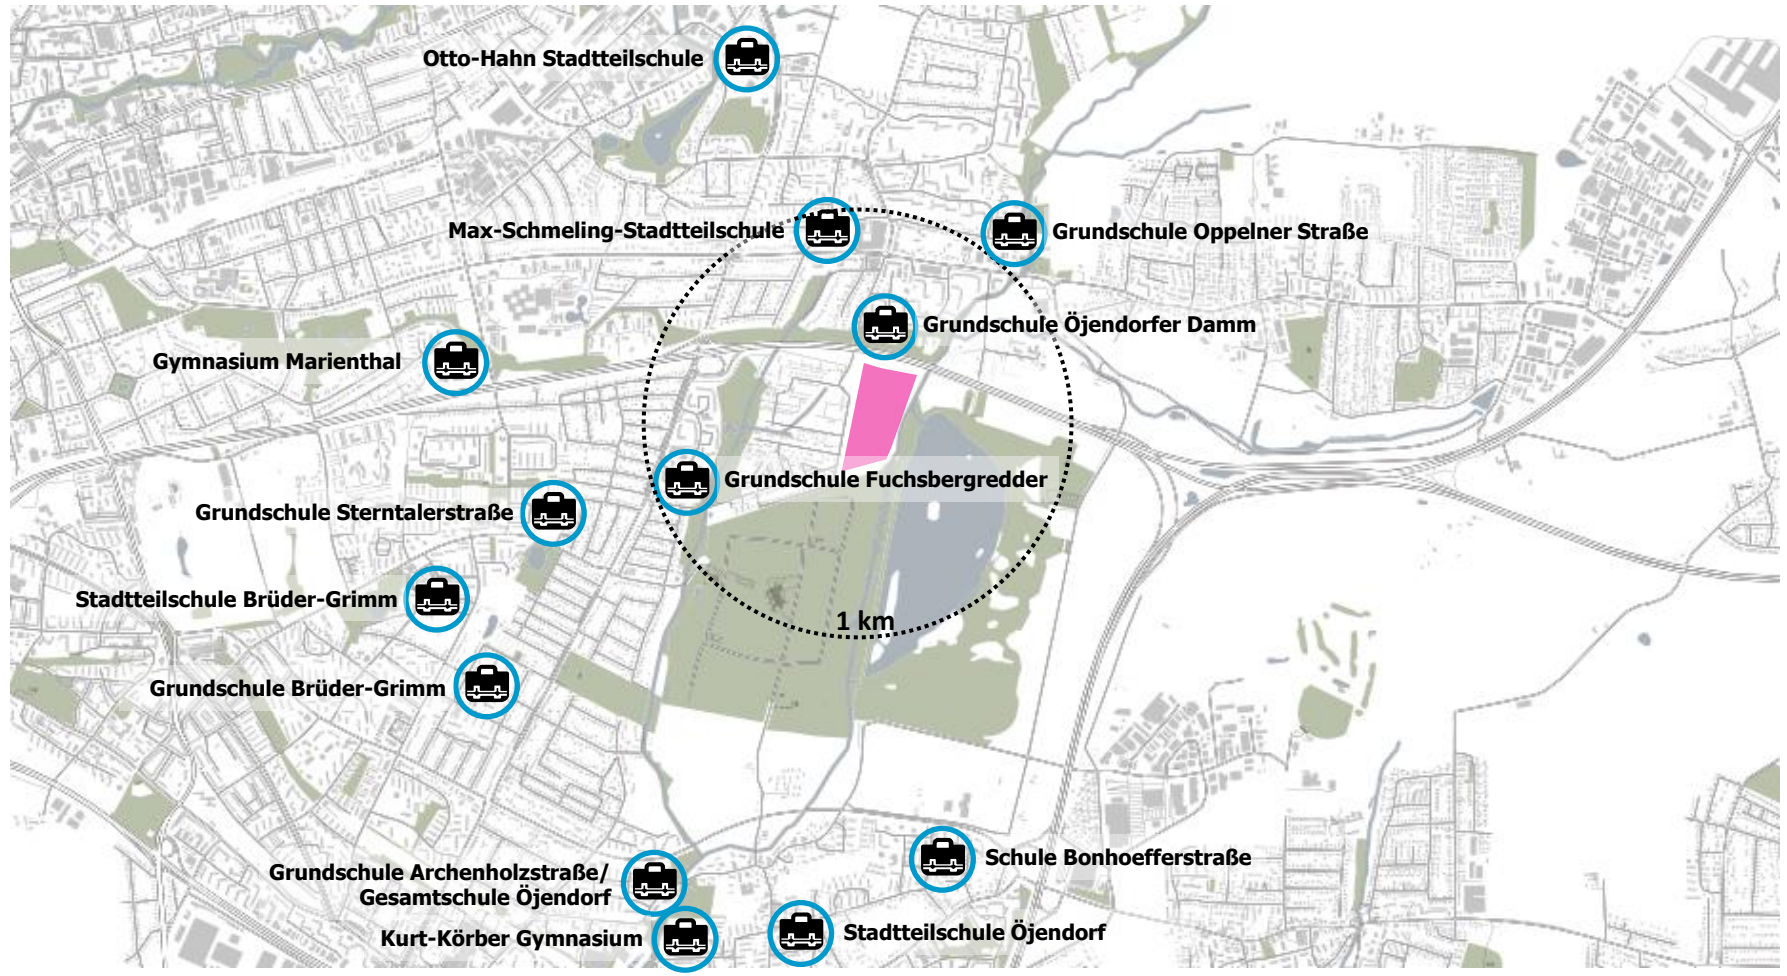 Otto-Hahn Stadtteilschule
Max-Schmeling-Stadtteilschule
Grundschule Oppelner Straße
Grundschule Öjendorfer Damm
Gymnasium Marienthal
Grundschule Fuchsbergredder
Grundschule Sterntalerstraße
Stadtteilschule Brüder-Grimm
1 km
Grundschule Brüder-Grimm
Schule Bonhoefferstraße
Grundschule Archenholzstraße/
Gesamtschule Öjendorf
Kurt-Körber Gymnasium
Stadtteilschule Öjendorf